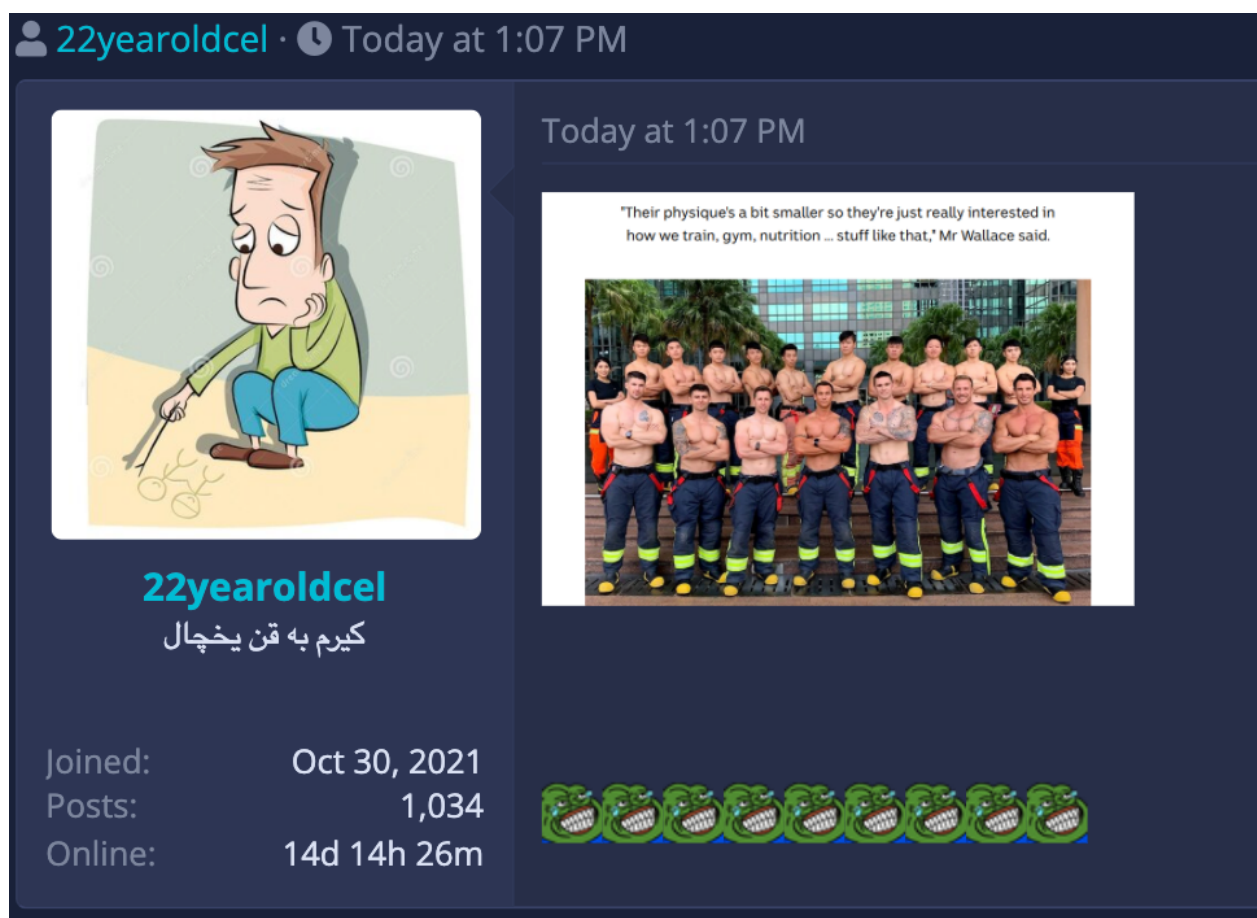 22yearoldcel · Today at 1:07 PM
22yearoldcel
کیرم به قن یخچال
Joined: Oct 30, 2021
Posts: 1,034
Online: 14d 14h 26m
Today at 1:07 PM
"Their physique's a bit smaller so they're just really interested in
how we train, gym, nutrition ... stuff like that," Mr Wallace said.